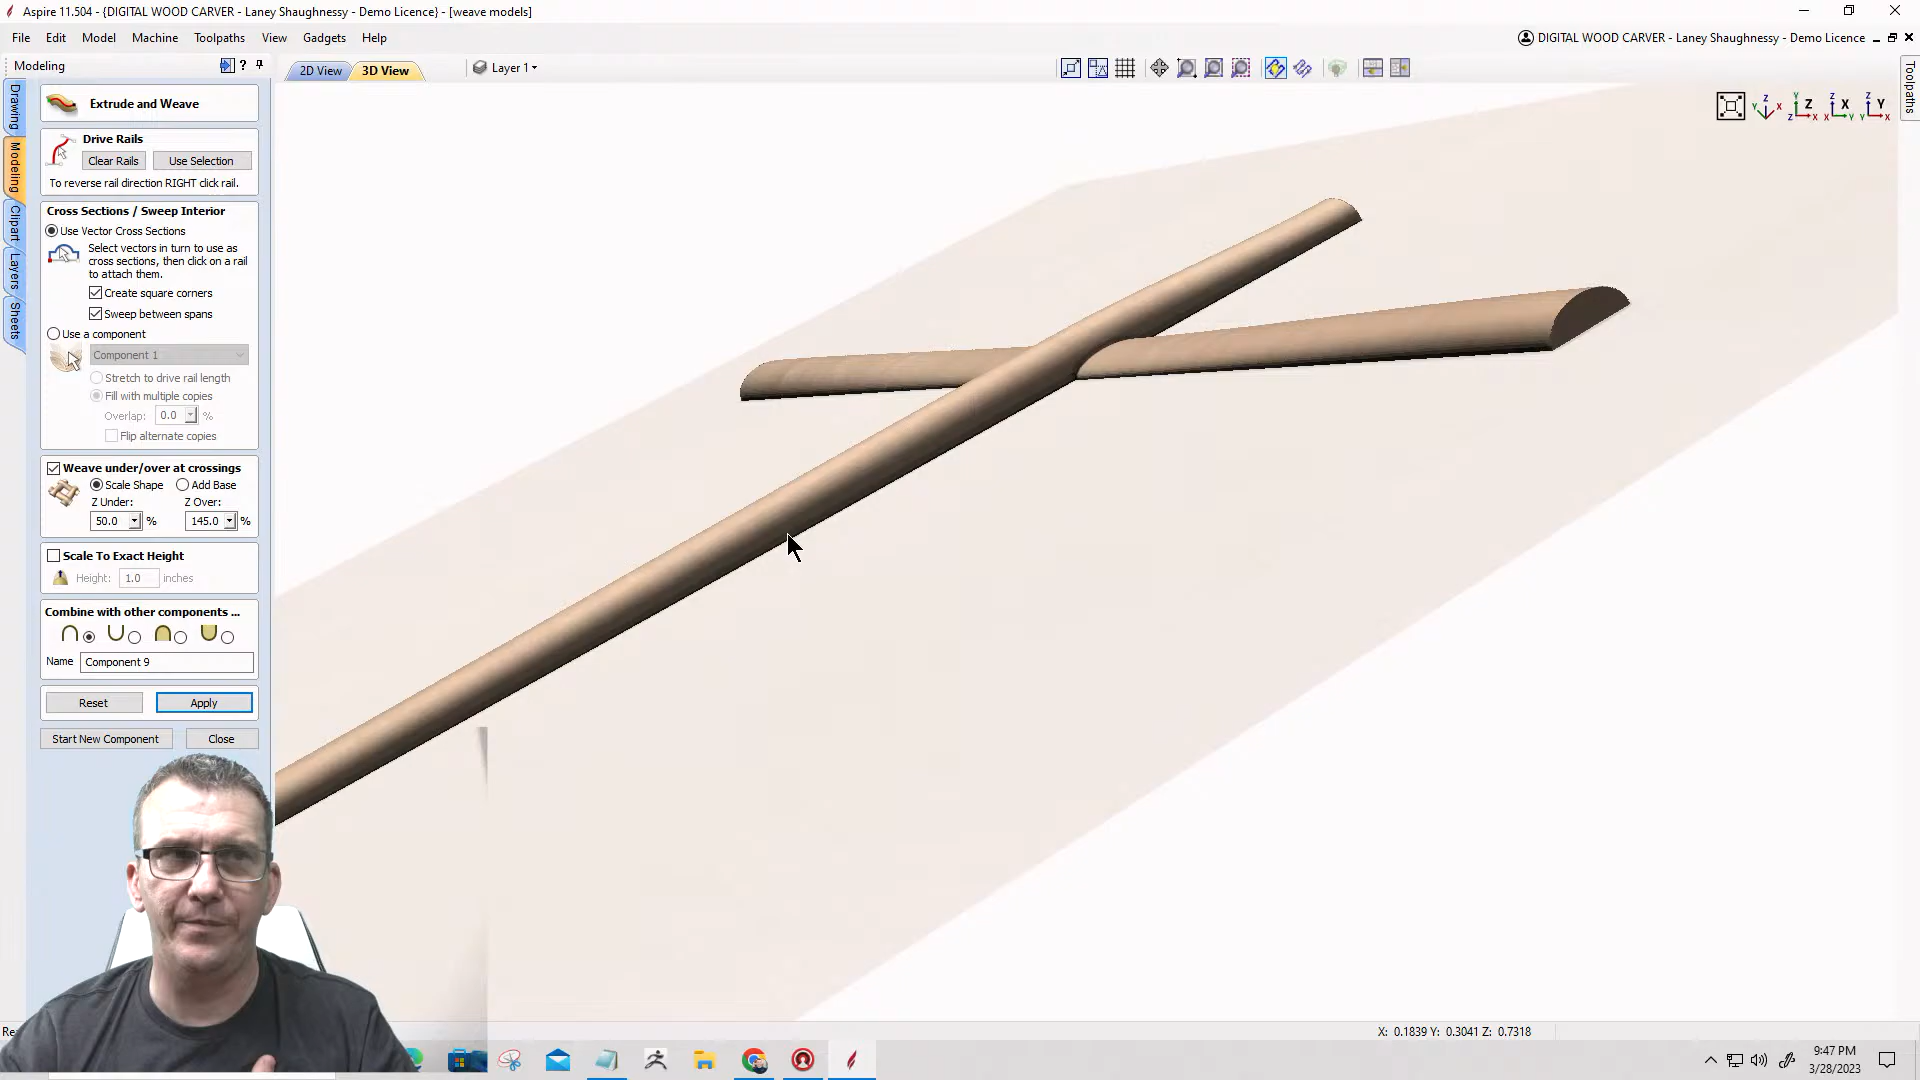 Aspire 11.504 - {DIGITAL WOOD CARVER - Laney Shaughnessy - Demo Licence} - [weave models]
File Edit Model Machine Toolpaths View Gadgets Help
DIGITAL WOOD CARVER - Laney Shaughnessy - Demo Licence
Modeling
2D View 3D View Layer 1
Drawing
Modeling
Clipart
Layers
Sheets
Toolpaths
Extrude and Weave
Drive Rails
Clear Rails Use Selection
To reverse rail direction RIGHT click rail.
Cross Sections / Sweep Interior
Use Vector Cross Sections
Select vectors in turn to use as
cross sections, then click on a rail
to attach them.
Create square corners
Sweep between spans
Use a component
Component 1
Stretch to drive rail length
Fill with multiple copies
Overlap: 0.0 %
Flip alternate copies
Weave under/over at crossings
Scale Shape Add Base
Z Under: Z Over:
50.0 % 145.0 %
Scale To Exact Height
Height: 1.0 inches
Combine with other components ...
Name Component 9
Reset Apply
Start New Component Close
X: 0.1839 Y: 0.3041 Z: 0.7318
9:47 PM
3/28/2023